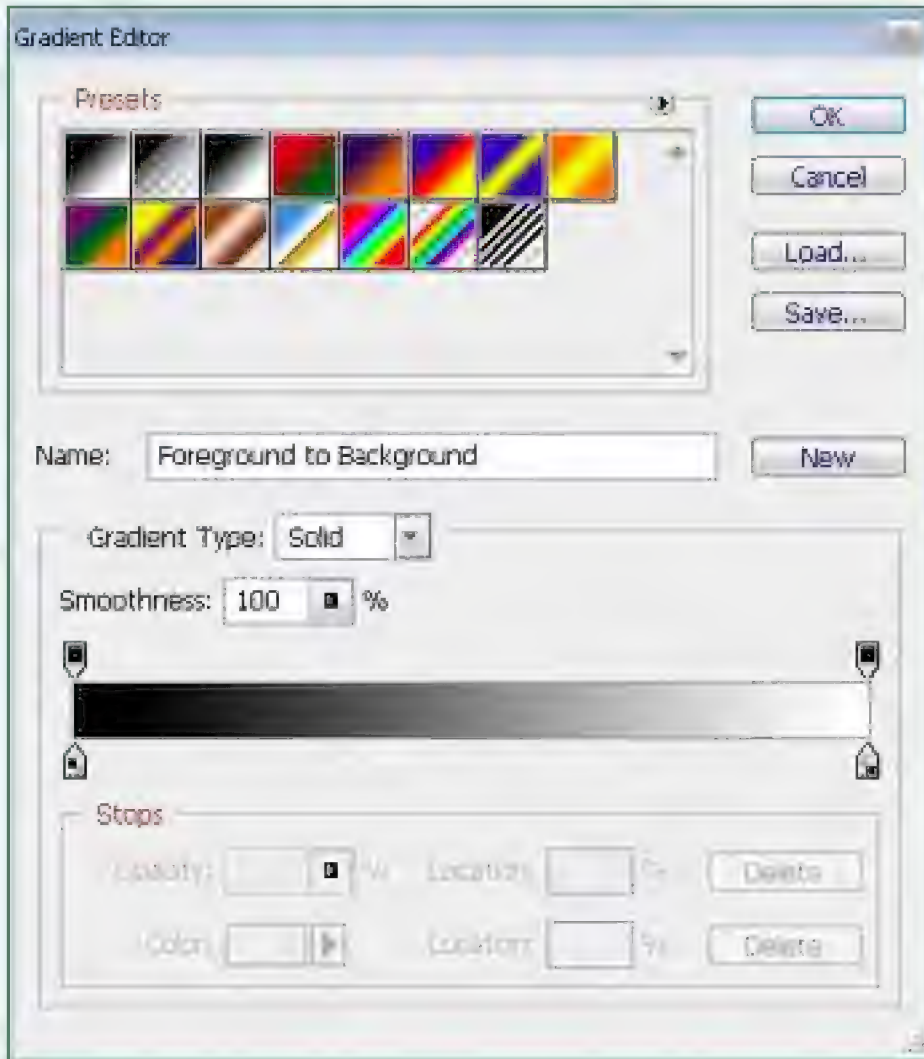 Gradient Editor
Presets
OK
Cancel
Load...
Save...
Name: Foreground to Background
New
Gradient Type: Solid
Smoothness: 100 %
Stops
Opacity: % Location: % Delete
Color: Location: % Delete